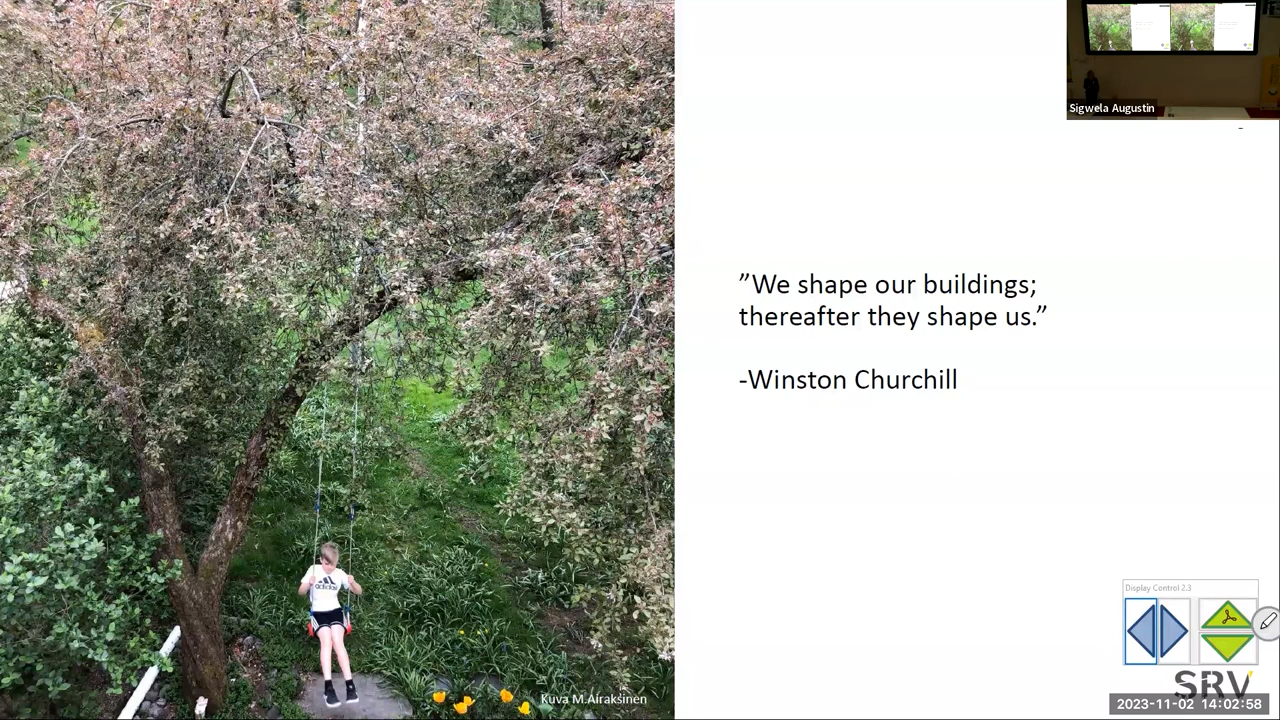 Sigwela Augustin
”We shape our buildings;
thereafter they shape us.”
-Winston Churchill
adidas
Kuva M.Airaksinen
Display Control 2.3
SRV
2023-11-02 14:02:58